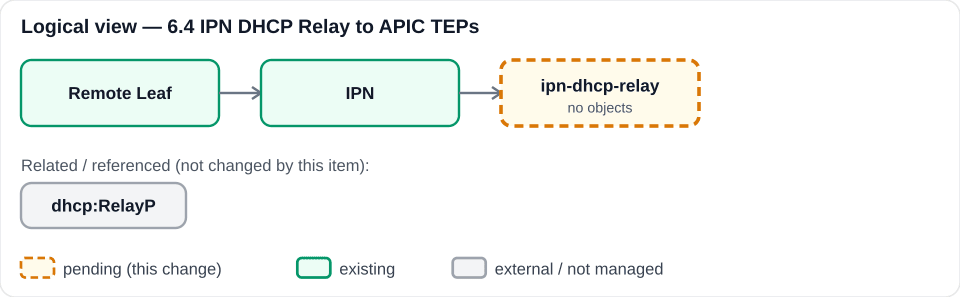 Logical view — 6.4 IPN DHCP Relay to APIC TEPs
Remote Leaf
IPN
ipn-dhcp-relay
no objects
Related / referenced (not changed by this item):
dhcp:RelayP
pending (this change)
existing
external / not managed